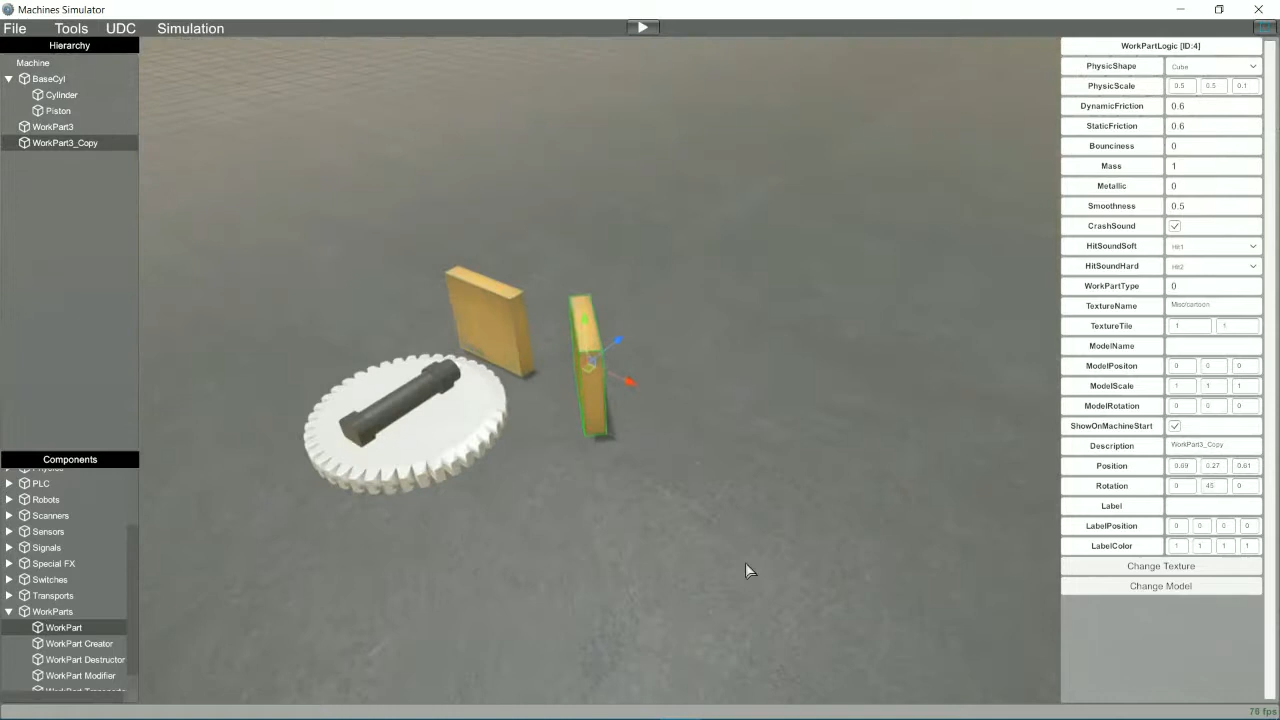 Machines Simulator
File Tools UDC Simulation
Hierarchy
Machine
BaseCyl
Cylinder
Piston
WorkPart3
WorkPart3_Copy
Components
PLC
Robots
Scanners
Sensors
Signals
Special FX
Switches
Transports
WorkParts
WorkPart
WorkPart Creator
WorkPart Destructor
WorkPart Modifier
WorkPartLogic [ID:4]
PhysicShape Cube
PhysicScale 0.5 0.5 0.1
DynamicFriction 0.6
StaticFriction 0.6
Bounciness 0
Mass 1
Metallic 0
Smoothness 0.5
CrashSound
HitSoundSoft Hit1
HitSoundHard Hit2
WorkPartType 0
TextureName Misc/cartoon
TextureTile 1 1
ModelName
ModelPositon 0 0 0
ModelScale 1 1 1
ModelRotation 0 0 0
ShowOnMachineStart
Description WorkPart3_Copy
Position 0.69 0.27 0.61
Rotation 0 45 0
Label
LabelPosition 0 0 0 0
LabelColor 1 1 1 1
Change Texture
Change Model
78 fps